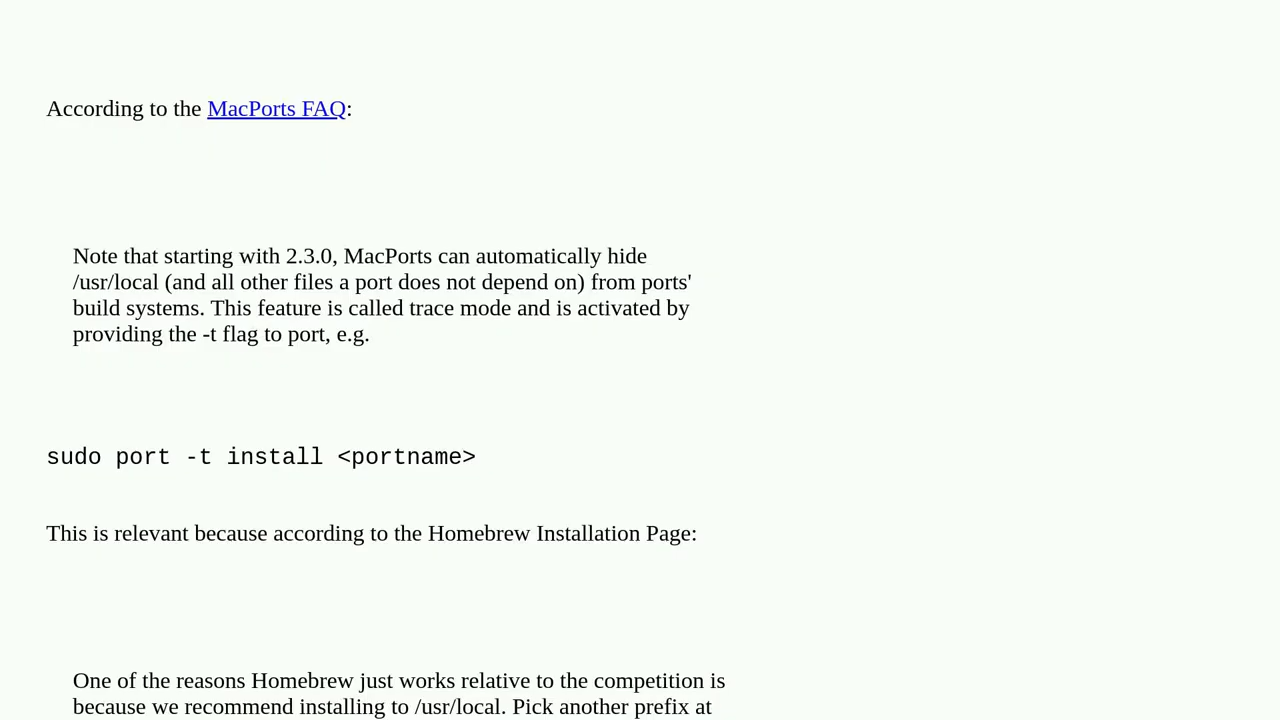 According to the MacPorts FAQ:
Note that starting with 2.3.0, MacPorts can automatically hide
/usr/local (and all other files a port does not depend on) from ports'
build systems. This feature is called trace mode and is activated by
providing the -t flag to port, e.g.
sudo port -t install <portname>
This is relevant because according to the Homebrew Installation Page:
One of the reasons Homebrew just works relative to the competition is
because we recommend installing to /usr/local. Pick another prefix at